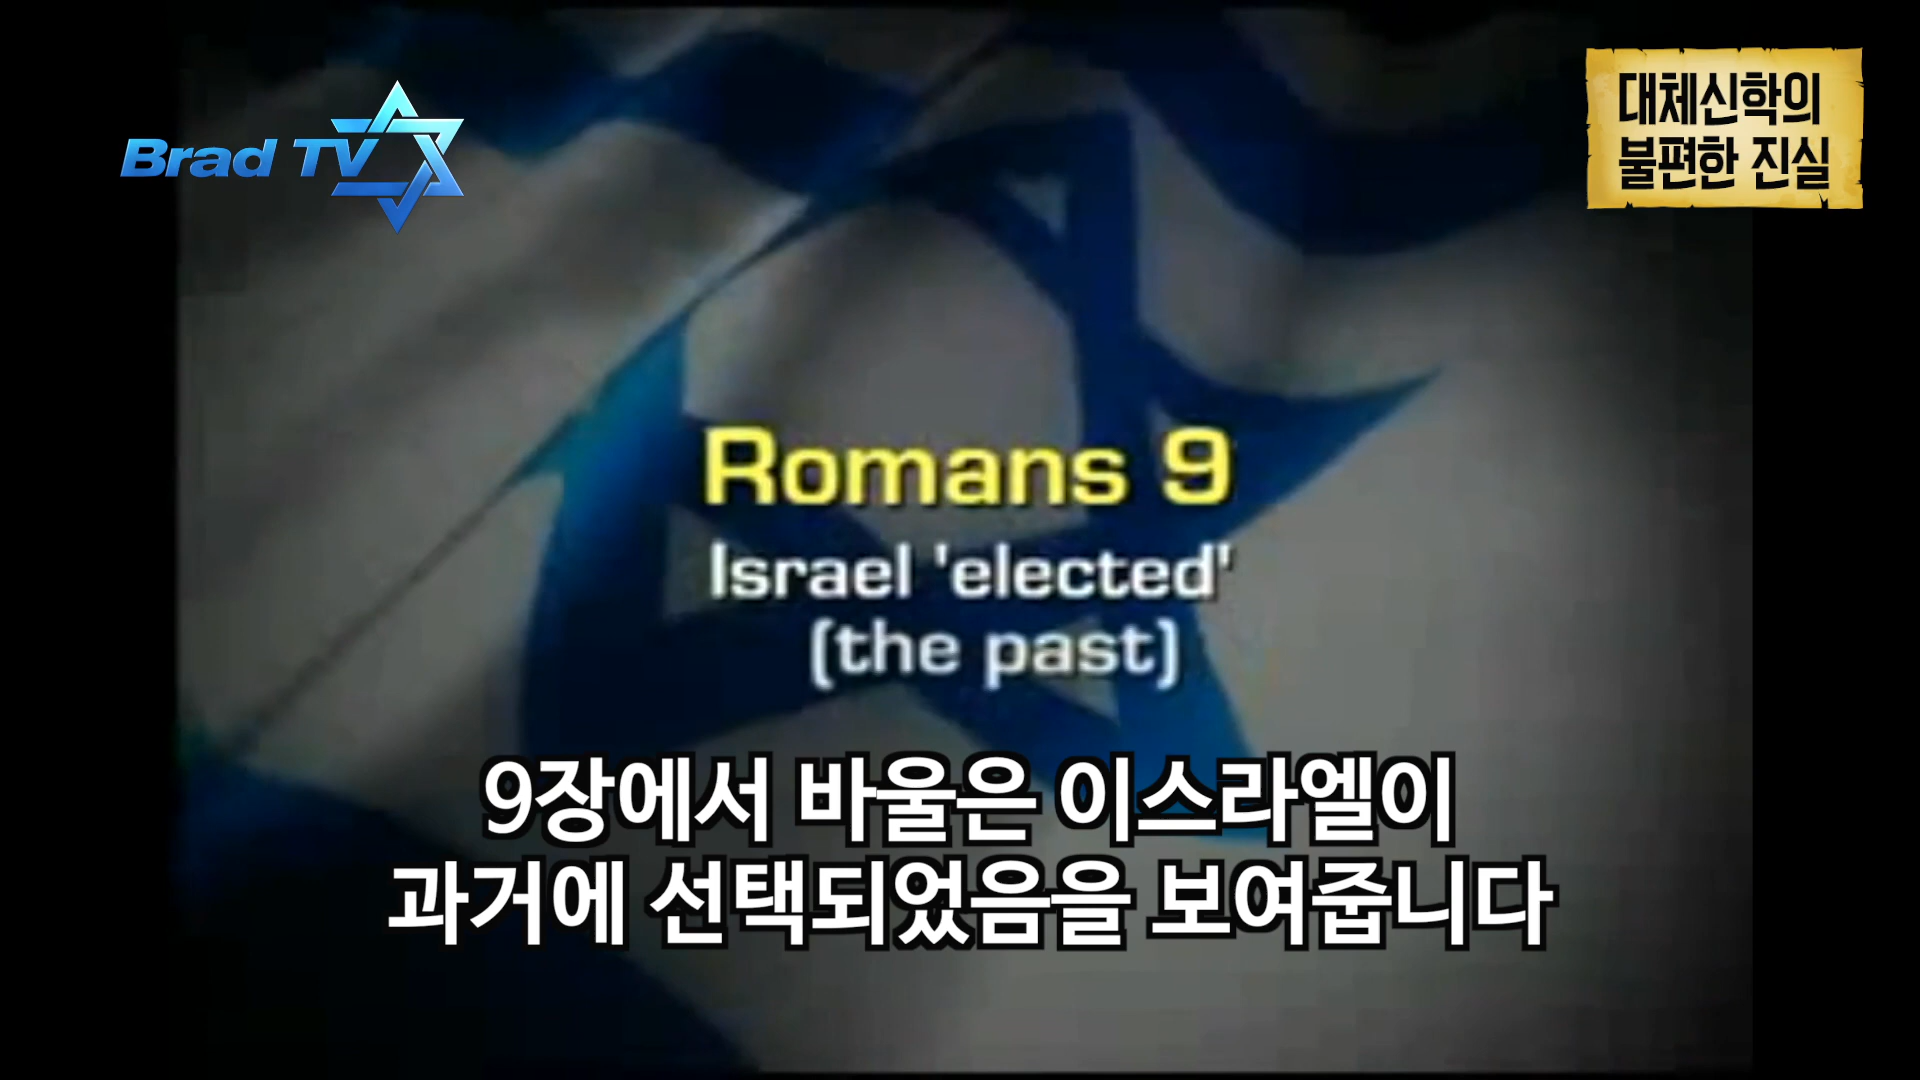 Brad TV
대체신학의
불편한 진실
Romans 9
Israel 'elected'
(the past)
9장에서 바울은 이스라엘이
과거에 선택되었음을 보여줍니다